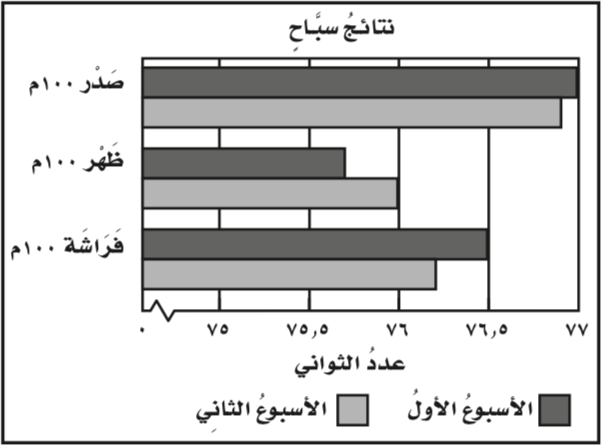 نتائجُ سبَّاحٍ
صَدْر ١٠٠م
ظَهْر ١٠٠م
فَرَاشَة ١٠٠م
٠ ٧٥ ٧٥,٥ ٧٦ ٧٦,٥ ٧٧
عددُ الثواني
الأسبوعُ الأولُ
الأسبوعُ الثانِي